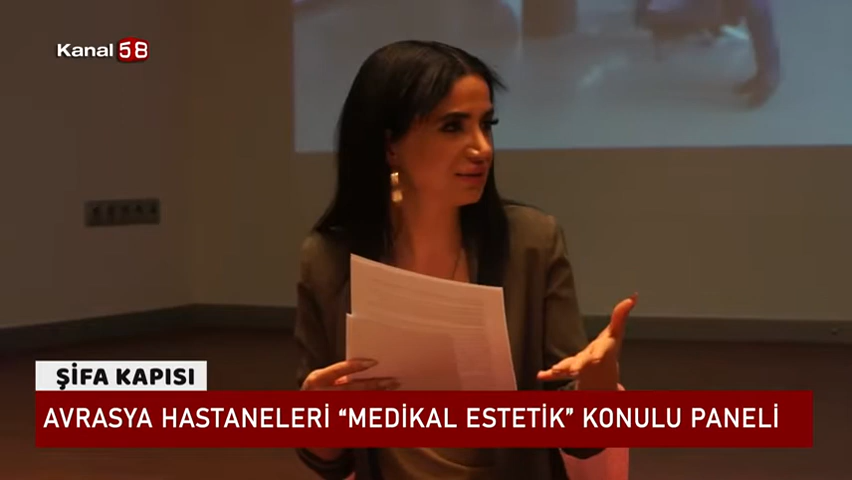 Kanal 58
ŞİFA KAPISI
AVRASYA HASTANELERİ “MEDİKAL ESTETİK” KONULU PANELİ